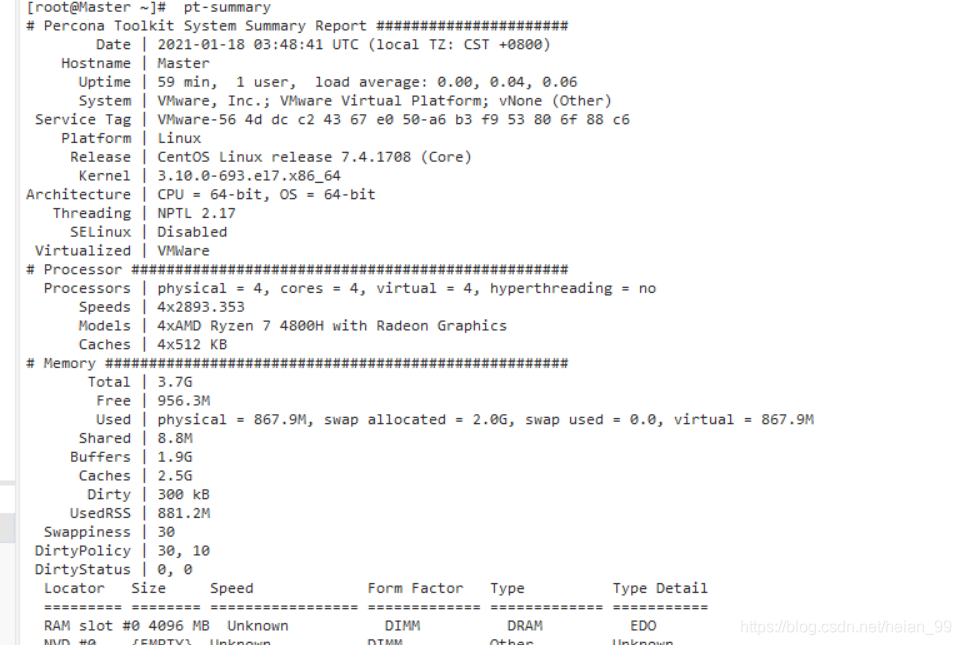 [root@Master ~]#  pt-summary
# Percona Toolkit System Summary Report ######################
        Date | 2021-01-18 03:48:41 UTC (local TZ: CST +0800)
    Hostname | Master
      Uptime | 59 min,  1 user,  load average: 0.00, 0.04, 0.06
      System | VMware, Inc.; VMware Virtual Platform; vNone (Other)
 Service Tag | VMware-56 4d dc c2 43 67 e0 50-a6 b3 f9 53 80 6f 88 c6
    Platform | Linux
     Release | CentOS Linux release 7.4.1708 (Core)
      Kernel | 3.10.0-693.el7.x86_64
Architecture | CPU = 64-bit, OS = 64-bit
   Threading | NPTL 2.17
     SELinux | Disabled
 Virtualized | VMWare
# Processor ##################################################
  Processors | physical = 4, cores = 4, virtual = 4, hyperthreading = no
      Speeds | 4x2893.353
      Models | 4xAMD Ryzen 7 4800H with Radeon Graphics
      Caches | 4x512 KB
# Memory #####################################################
       Total | 3.7G
        Free | 956.3M
        Used | physical = 867.9M, swap allocated = 2.0G, swap used = 0.0, virtual = 867.9M
      Shared | 8.8M
     Buffers | 1.9G
      Caches | 2.5G
       Dirty | 300 kB
     UsedRSS | 881.2M
  Swappiness | 30
 DirtyPolicy | 30, 10
 DirtyStatus | 0, 0
  Locator   Size     Speed             Form Factor   Type          Type Detail
  ========= ======== ================= ============= ============= ===========
  RAM slot #0 4096 MB  Unknown           DIMM          DRAM          EDO
  NVD #0    {EMPTY}  Unknown           DIMM          Other         Unknown
https://blog.csdn.net/heian_99